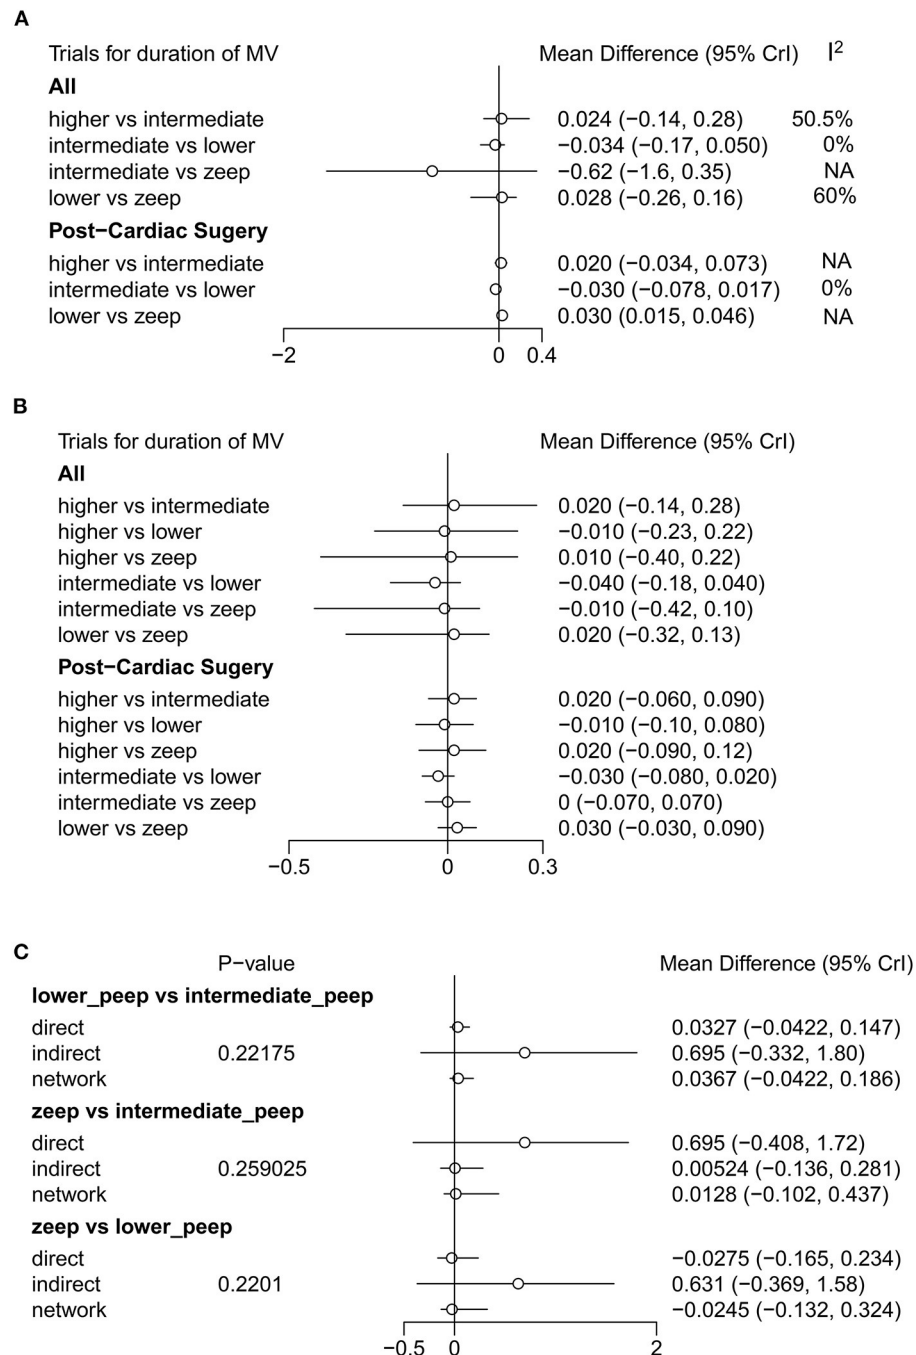 A
Trials for duration of MV Mean Difference (95% CrI) I²
All
higher vs intermediate 0.024 (−0.14, 0.28) 50.5%
intermediate vs lower −0.034 (−0.17, 0.050) 0%
intermediate vs zeep −0.62 (−1.6, 0.35) NA
lower vs zeep 0.028 (−0.26, 0.16) 60%
Post−Cardiac Sugery
higher vs intermediate 0.020 (−0.034, 0.073) NA
intermediate vs lower −0.030 (−0.078, 0.017) 0%
lower vs zeep 0.030 (0.015, 0.046) NA
−2 0 0.4
B
Trials for duration of MV Mean Difference (95% CrI)
All
higher vs intermediate 0.020 (−0.14, 0.28)
higher vs lower −0.010 (−0.23, 0.22)
higher vs zeep 0.010 (−0.40, 0.22)
intermediate vs lower −0.040 (−0.18, 0.040)
intermediate vs zeep −0.010 (−0.42, 0.10)
lower vs zeep 0.020 (−0.32, 0.13)
Post−Cardiac Sugery
higher vs intermediate 0.020 (−0.060, 0.090)
higher vs lower −0.010 (−0.10, 0.080)
higher vs zeep 0.020 (−0.090, 0.12)
intermediate vs lower −0.030 (−0.080, 0.020)
intermediate vs zeep 0 (−0.070, 0.070)
lower vs zeep 0.030 (−0.030, 0.090)
−0.5 0 0.3
C
P−value Mean Difference (95% CrI)
lower_peep vs intermediate_peep
direct 0.0327 (−0.0422, 0.147)
indirect 0.22175 0.695 (−0.332, 1.80)
network 0.0367 (−0.0422, 0.186)
zeep vs intermediate_peep
direct 0.695 (−0.408, 1.72)
indirect 0.259025 0.00524 (−0.136, 0.281)
network 0.0128 (−0.102, 0.437)
zeep vs lower_peep
direct −0.0275 (−0.165, 0.234)
indirect 0.2201 0.631 (−0.369, 1.58)
network −0.0245 (−0.132, 0.324)
−0.5 0 2